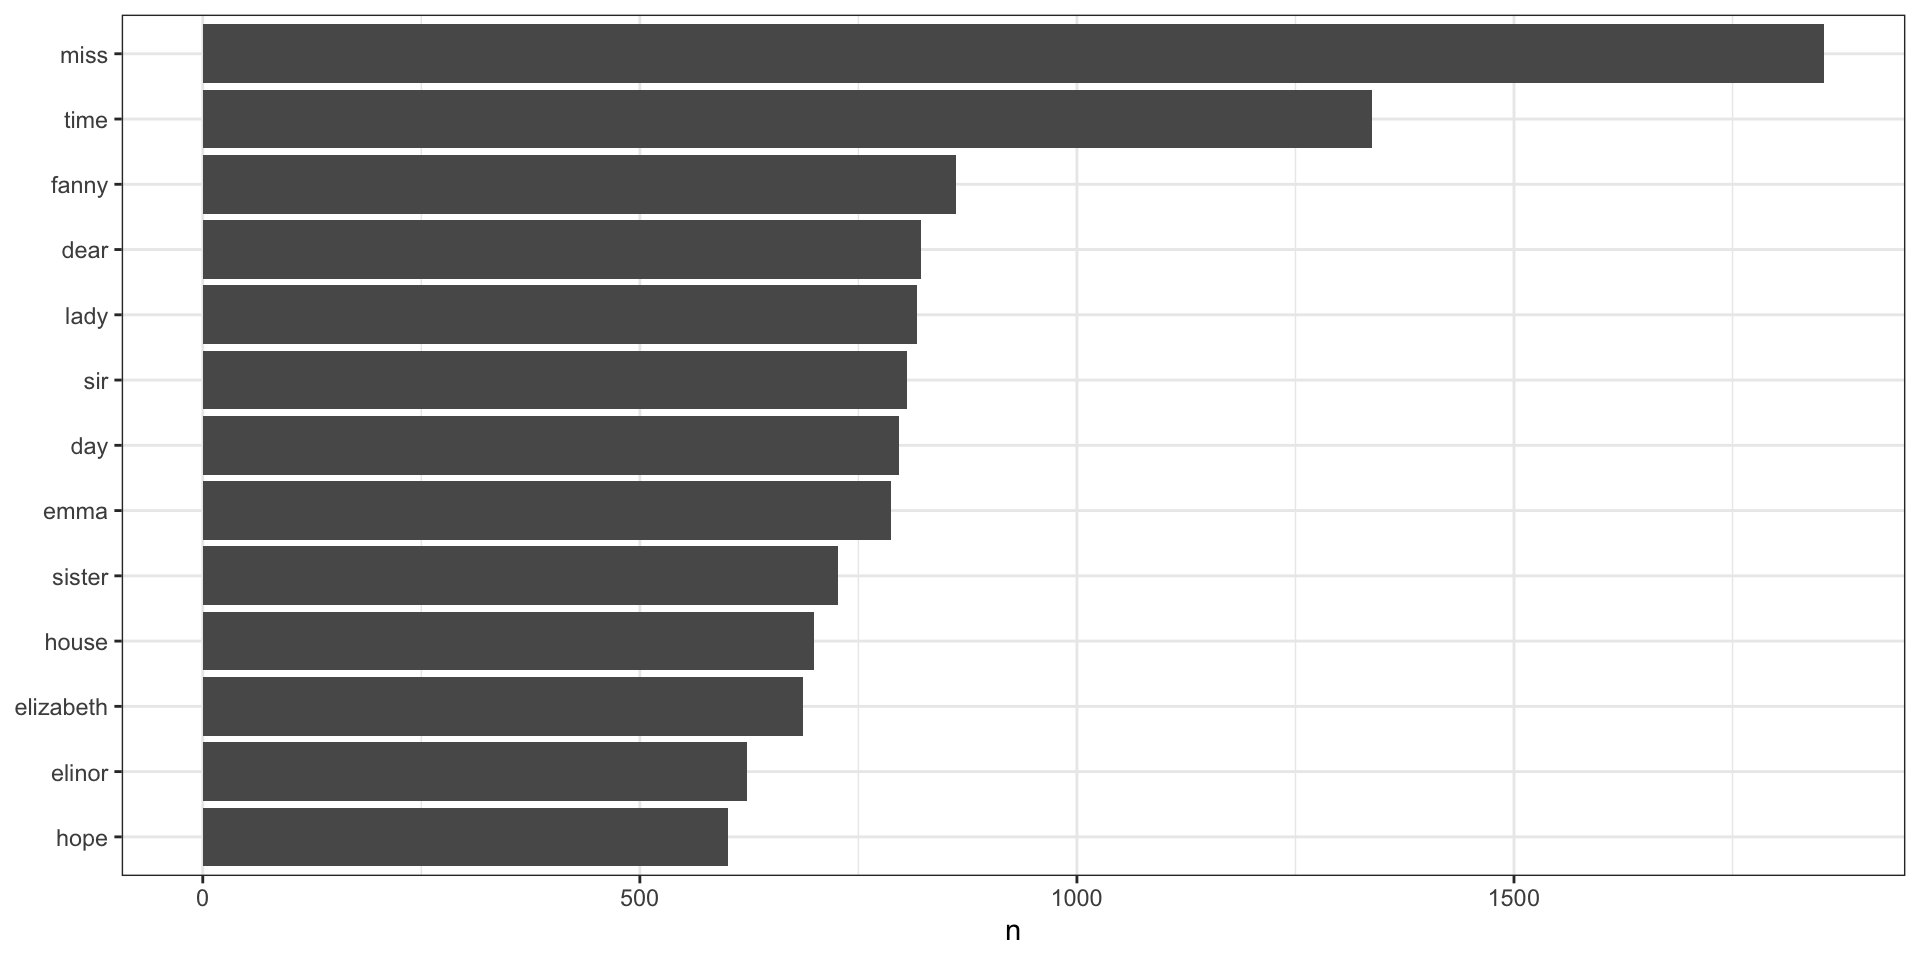 miss
time
fanny
dear
lady
sir
day
emma
sister
house
elizabeth
elinor
hope
0 500 1000 1500
n